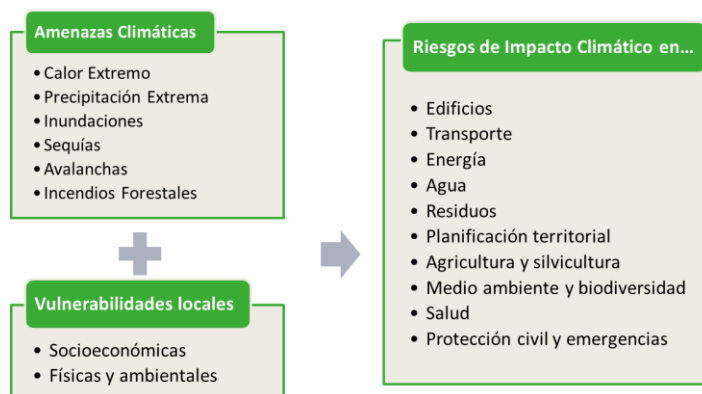 Amenazas Climáticas
• Calor Extremo
• Precipitación Extrema
• Inundaciones
• Sequías
• Avalanchas
• Incendios Forestales
Vulnerabilidades locales
• Socioeconómicas
• Físicas y ambientales
Riesgos de Impacto Climático en...
• Edificios
• Transporte
• Energía
• Agua
• Residuos
• Planificación territorial
• Agricultura y silvicultura
• Medio ambiente y biodiversidad
• Salud
• Protección civil y emergencias